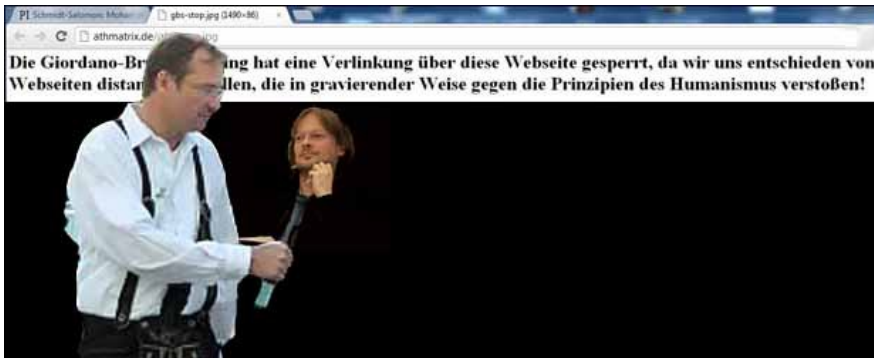 PI Schmidt-Salomon: Moha
gbs-stop.jpg (1490×86)
athmatrix.de/
Die Giordano-Br ng hat eine Verlinkung über diese Webseite gesperrt, da wir uns entschieden von
Webseiten distan llen, die in gravierender Weise gegen die Prinzipien des Humanismus verstoßen!